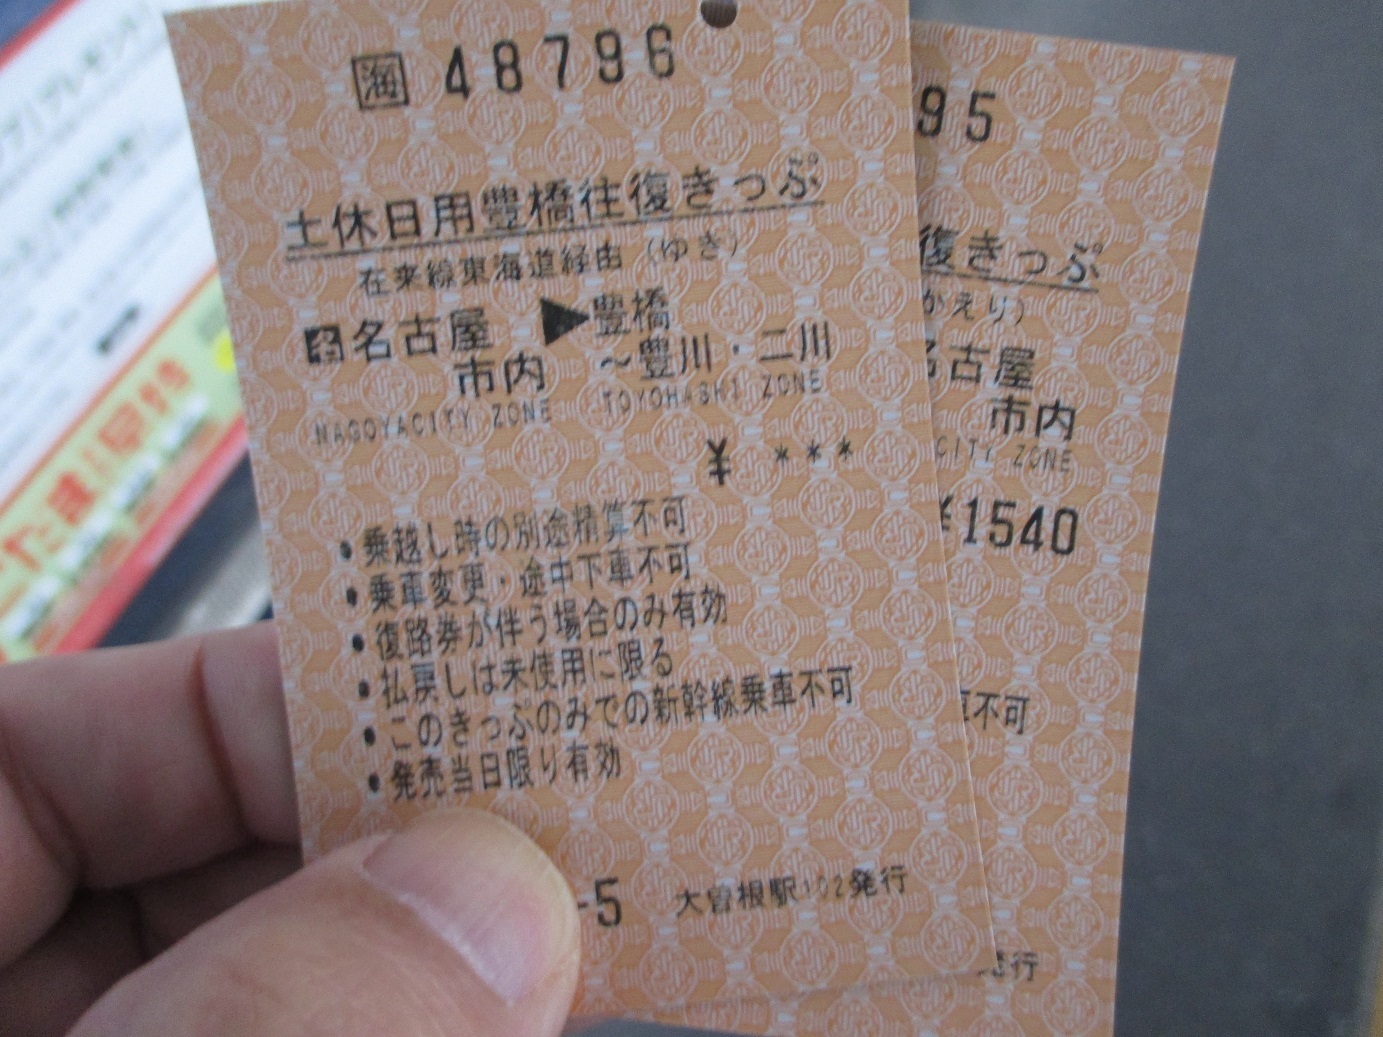 海 48796
土休日用豊橋往復きっぷ
在来線東海道経由（ゆき）
名古屋 ▶ 豊橋
市内 〜豊川・二川
NAGOYACITY ZONE TOYOHASHI ZONE
¥ ***
・乗越し時の別途精算不可
・乗車変更・途中下車不可
・復路券が伴う場合のみ有効
・払戻しは未使用に限る
・このきっぷのみでの新幹線乗車不可
・発売当日限り有効
-5 大曽根駅102発行
95
復きっぷ
かえり）
名古屋
市内
CITY ZONE
¥1540
車不可
発行